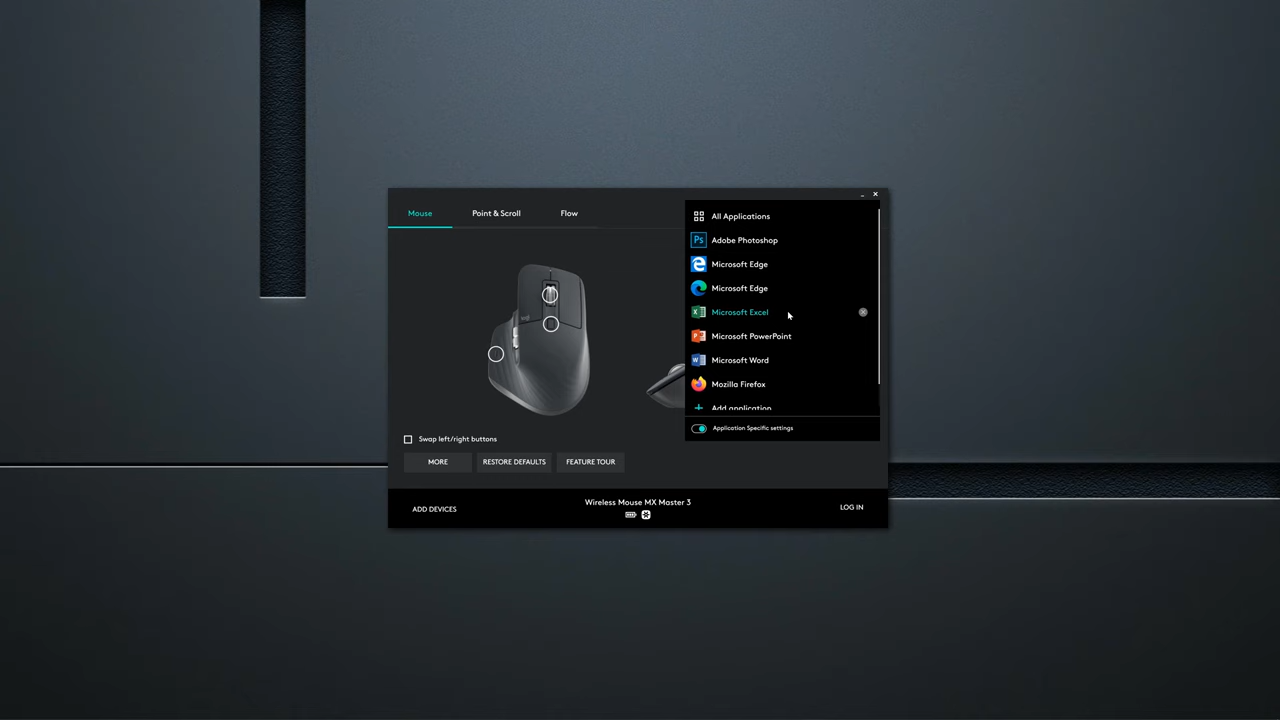 Mouse
Point & Scroll
Flow
All Applications
Ps Adobe Photoshop
Microsoft Edge
Microsoft Edge
Microsoft Excel
Microsoft PowerPoint
Microsoft Word
Mozilla Firefox
Add application
Application Specific settings
logi
Swap left/right buttons
MORE
RESTORE DEFAULTS
FEATURE TOUR
ADD DEVICES
Wireless Mouse MX Master 3
LOG IN